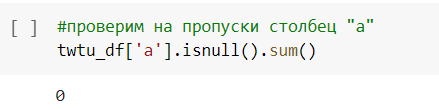 [ ] #проверим на пропуски столбец "a"
twtu_df['a'].isnull().sum()
0